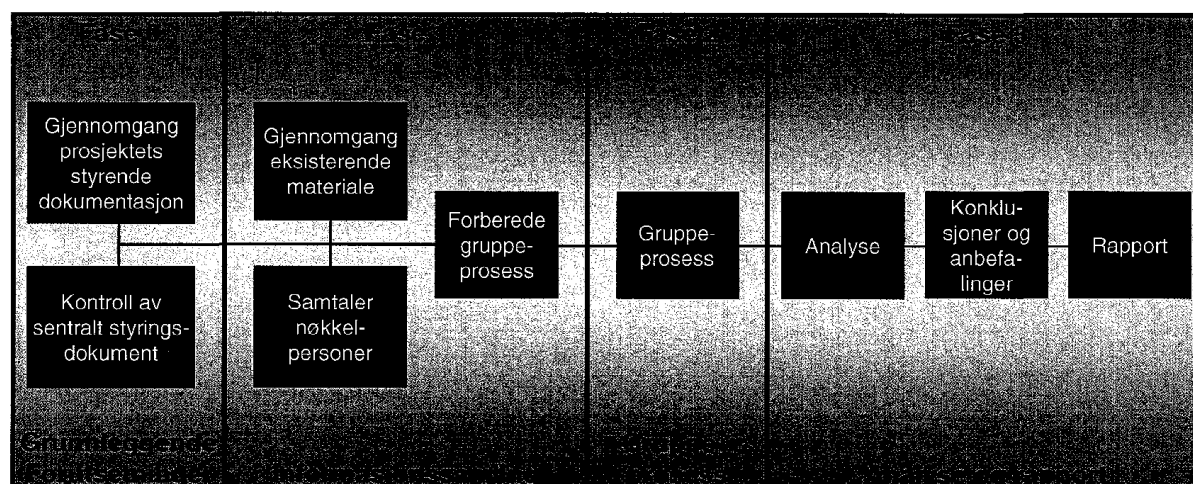 Gjennomgang
prosjektets
styrende
dokumentasjon
Kontroll av
sentralt styrings-
dokument
Gjennomgang
eksisterende
materiale
Samtaler
nøkkel-
personer
Forberede
gruppe-
prosess
Gruppe-
prosess
Analyse
Konklu-
sjoner og
anbefa-
linger
Rapport